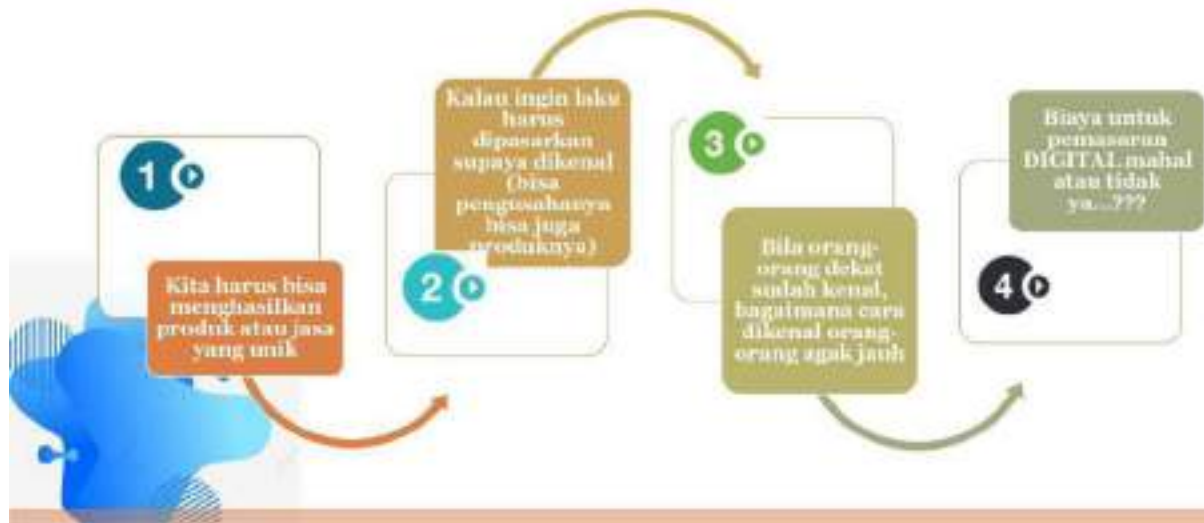 1
Kita harus bisa
menghasilkan
produk atau jasa
yang unik
2
Kalau ingin laku
harus
dipasarkan
supaya dikenal
(bisa
pengusahanya
bisa juga
produknya)
3
Bila orang-
orang dekat
sudah kenal,
bagaimana cara
dikenal orang-
orang agak jauh
4
Biaya untuk
pemasaran
DIGITAL mahal
atau tidak
ya...???